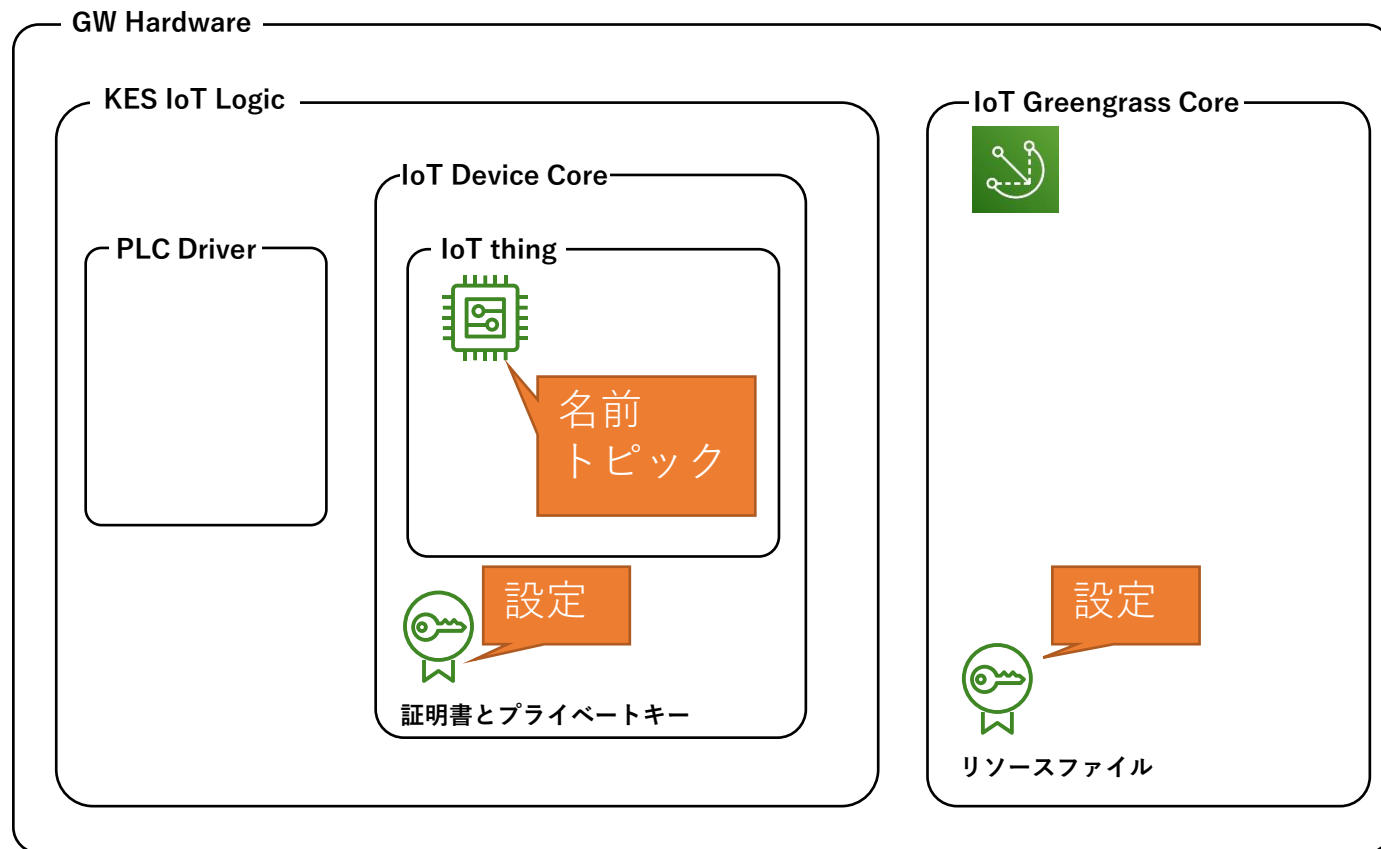 GW Hardware
KES IoT Logic
IoT Greengrass Core
IoT Device Core
PLC Driver
IoT thing
名前
トピック
設定
設定
証明書とプライベートキー
リソースファイル